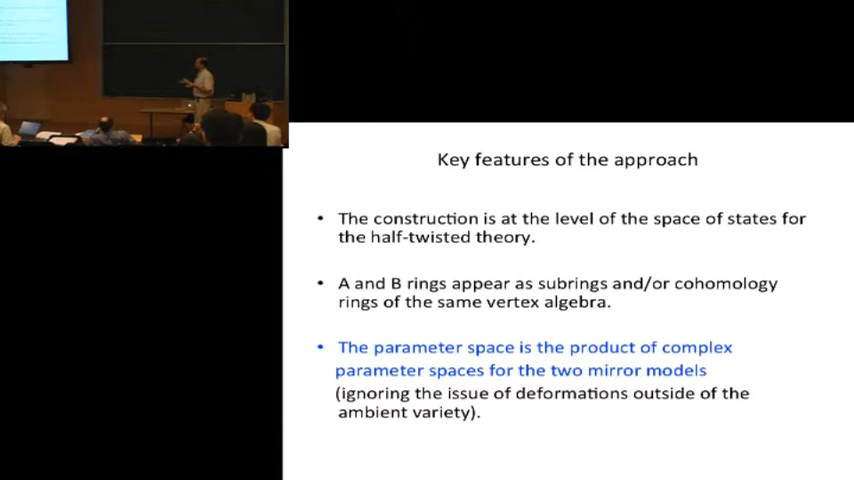 Key features of the approach
• The construction is at the level of the space of states for
the half-twisted theory.
• A and B rings appear as subrings and/or cohomology
rings of the same vertex algebra.
• The parameter space is the product of complex
parameter spaces for the two mirror models
(ignoring the issue of deformations outside of the
ambient variety).